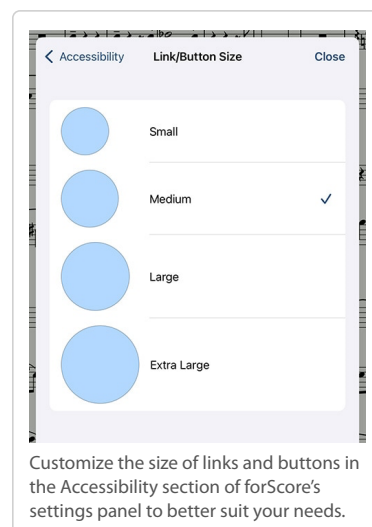 Accessibility Link/Button Size Close
Small
Medium
Large
Extra Large
Customize the size of links and buttons in
the Accessibility section of forScore’s
settings panel to better suit your needs.